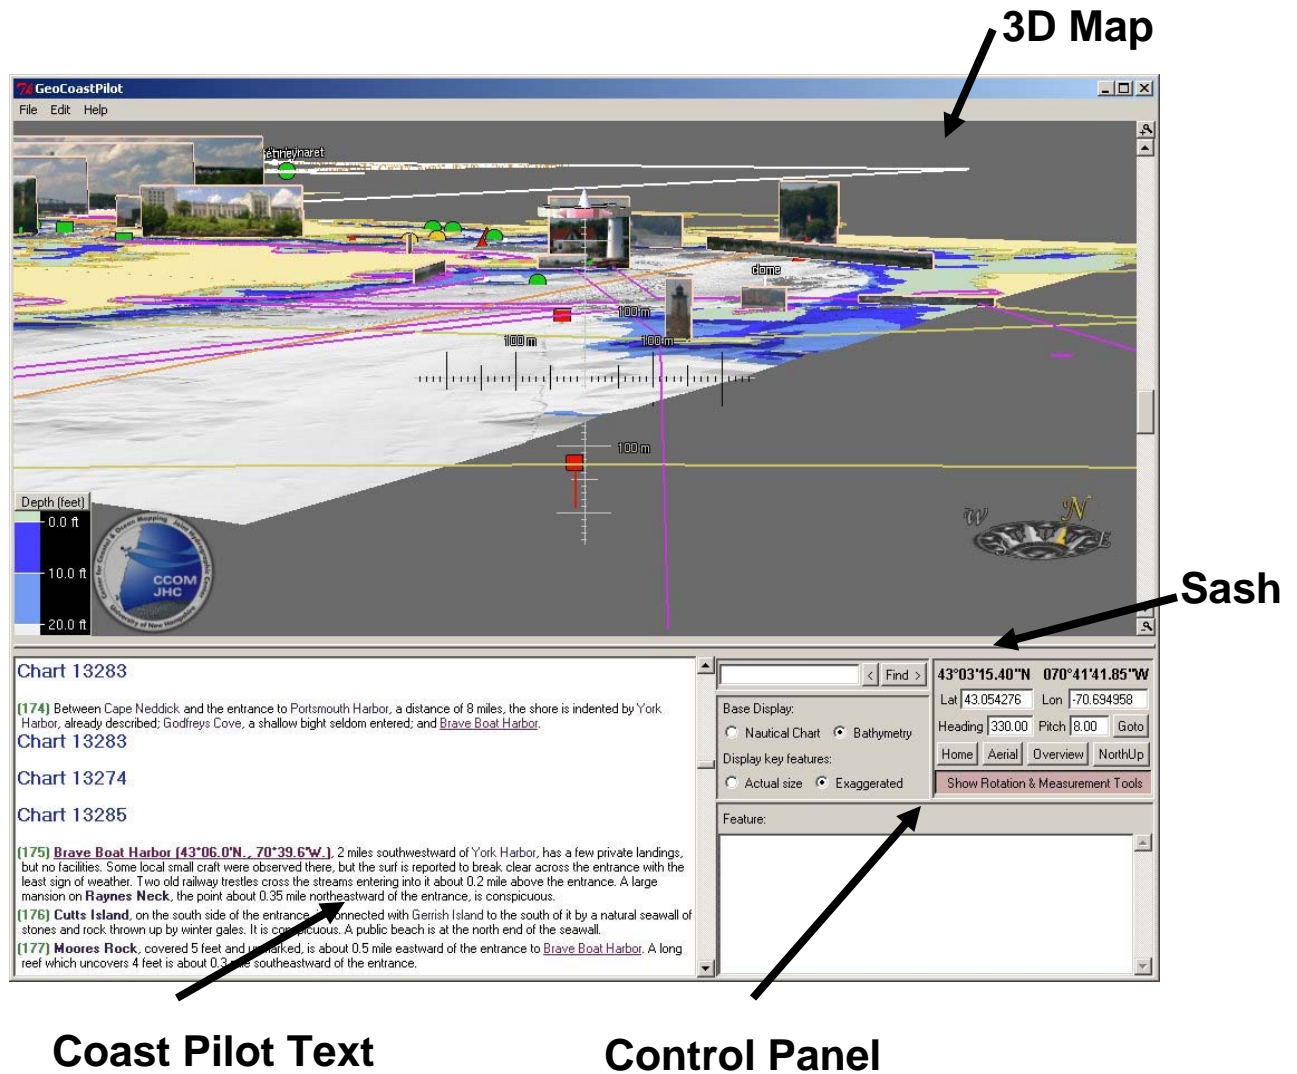 3D Map
GeoCoastPilot
File Edit Help
dome
100 m
100 m
100 m
100 m
Depth (feet)
0.0 ft
10.0 ft
20.0 ft
Center for Coastal & Ocean Mapping Joint Hydrographic Center
CCOM
JHC
University of New Hampshire
W N E
Sash
Chart 13283
(174) Between Cape Neddick and the entrance to Portsmouth Harbor, a distance of 8 miles, the shore is indented by York
Harbor, already described; Godfreys Cove, a shallow bight seldom entered; and Brave Boat Harbor.
Chart 13283
Chart 13274
Chart 13285
(175) Brave Boat Harbor (43°06.0'N., 70°39.6'W.), 2 miles southwestward of York Harbor, has a few private landings,
but no facilities. Some local small craft were observed there, but the surf is reported to break clear across the entrance with the
least sign of weather. Two old railway trestles cross the streams entering into it about 0.2 mile above the entrance. A large
mansion on Raynes Neck, the point about 0.35 mile northeastward of the entrance, is conspicuous.
(176) Cutts Island, on the south side of the entrance, is connected with Gerrish Island to the south of it by a natural seawall of
stones and rock thrown up by winter gales. It is conspicuous. A public beach is at the north end of the seawall.
(177) Moores Rock, covered 5 feet and unmarked, is about 0.5 mile eastward of the entrance to Brave Boat Harbor. A long
reef which uncovers 4 feet is about 0.3 mile southeastward of the entrance.
< Find >
Base Display:
Nautical Chart Bathymetry
Display key features:
Actual size Exaggerated
43°03'15.40"N 070°41'41.85"W
Lat 43.054276 Lon -70.694958
Heading 330.00 Pitch 8.00 Goto
Home Aerial Overview NorthUp
Show Rotation & Measurement Tools
Feature:
Coast Pilot Text
Control Panel